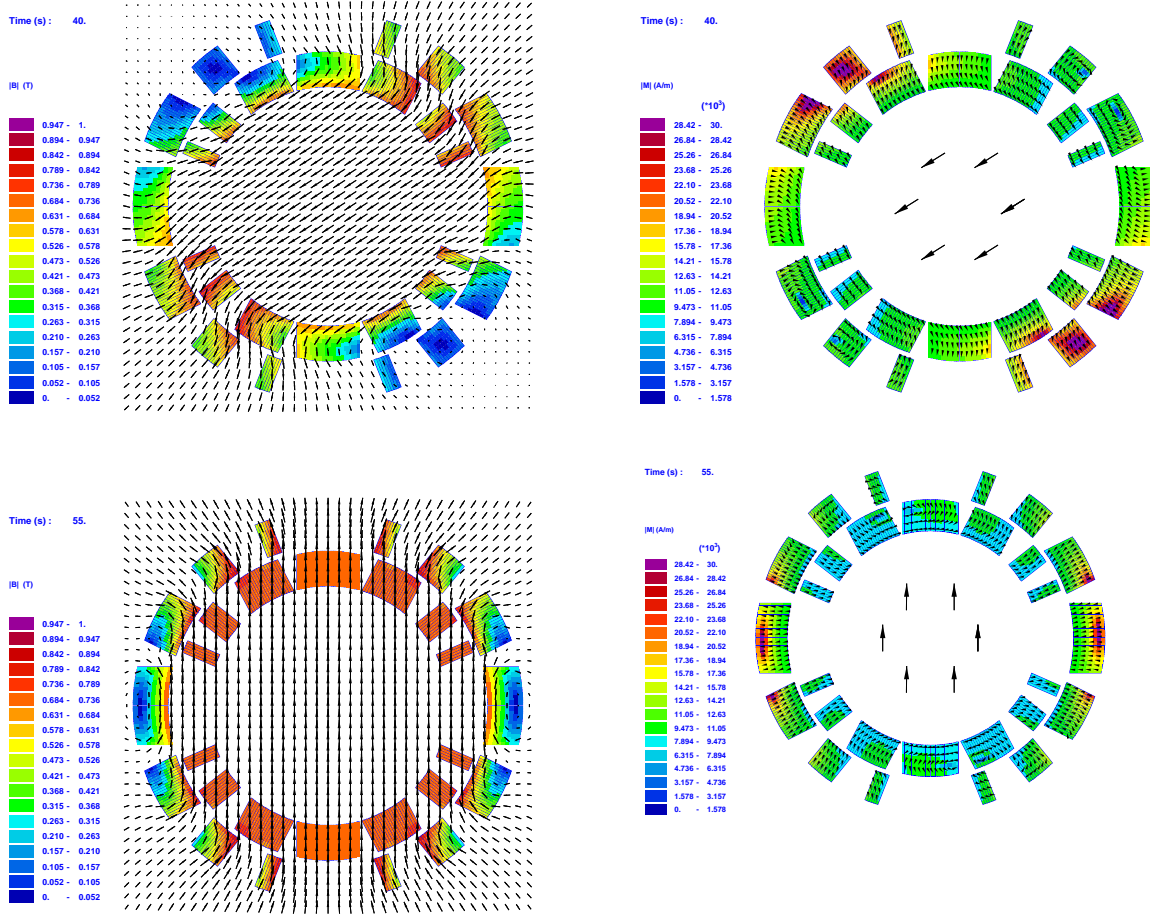 Time (s) : 40.
|B| (T)
0.947 - 1.
0.894 - 0.947
0.842 - 0.894
0.789 - 0.842
0.736 - 0.789
0.684 - 0.736
0.631 - 0.684
0.578 - 0.631
0.526 - 0.578
0.473 - 0.526
0.421 - 0.473
0.368 - 0.421
0.315 - 0.368
0.263 - 0.315
0.210 - 0.263
0.157 - 0.210
0.105 - 0.157
0.052 - 0.105
0. - 0.052
Time (s) : 40.
|M| (A/m)
(*10³)
28.42 - 30.
26.84 - 28.42
25.26 - 26.84
23.68 - 25.26
22.10 - 23.68
20.52 - 22.10
18.94 - 20.52
17.36 - 18.94
15.78 - 17.36
14.21 - 15.78
12.63 - 14.21
11.05 - 12.63
9.473 - 11.05
7.894 - 9.473
6.315 - 7.894
4.736 - 6.315
3.157 - 4.736
1.578 - 3.157
0. - 1.578
Time (s) : 55.
|B| (T)
0.947 - 1.
0.894 - 0.947
0.842 - 0.894
0.789 - 0.842
0.736 - 0.789
0.684 - 0.736
0.631 - 0.684
0.578 - 0.631
0.526 - 0.578
0.473 - 0.526
0.421 - 0.473
0.368 - 0.421
0.315 - 0.368
0.263 - 0.315
0.210 - 0.263
0.157 - 0.210
0.105 - 0.157
0.052 - 0.105
0. - 0.052
Time (s) : 55.
|M| (A/m)
(*10³)
28.42 - 30.
26.84 - 28.42
25.26 - 26.84
23.68 - 25.26
22.10 - 23.68
20.52 - 22.10
18.94 - 20.52
17.36 - 18.94
15.78 - 17.36
14.21 - 15.78
12.63 - 14.21
11.05 - 12.63
9.473 - 11.05
7.894 - 9.473
6.315 - 7.894
4.736 - 6.315
3.157 - 4.736
1.578 - 3.157
0. - 1.578